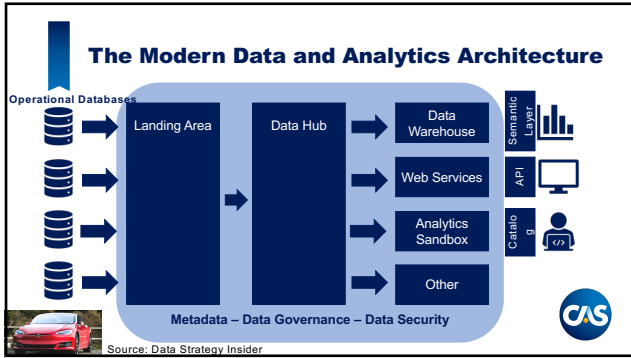 The Modern Data and Analytics Architecture
Operational Databases
Landing Area
Data Hub
Data
Warehouse
Web Services
Analytics
Sandbox
Other
Semantic
Layer
API
Catalo
g
</>
Metadata – Data Governance – Data Security
Source: Data Strategy Insider
CAS